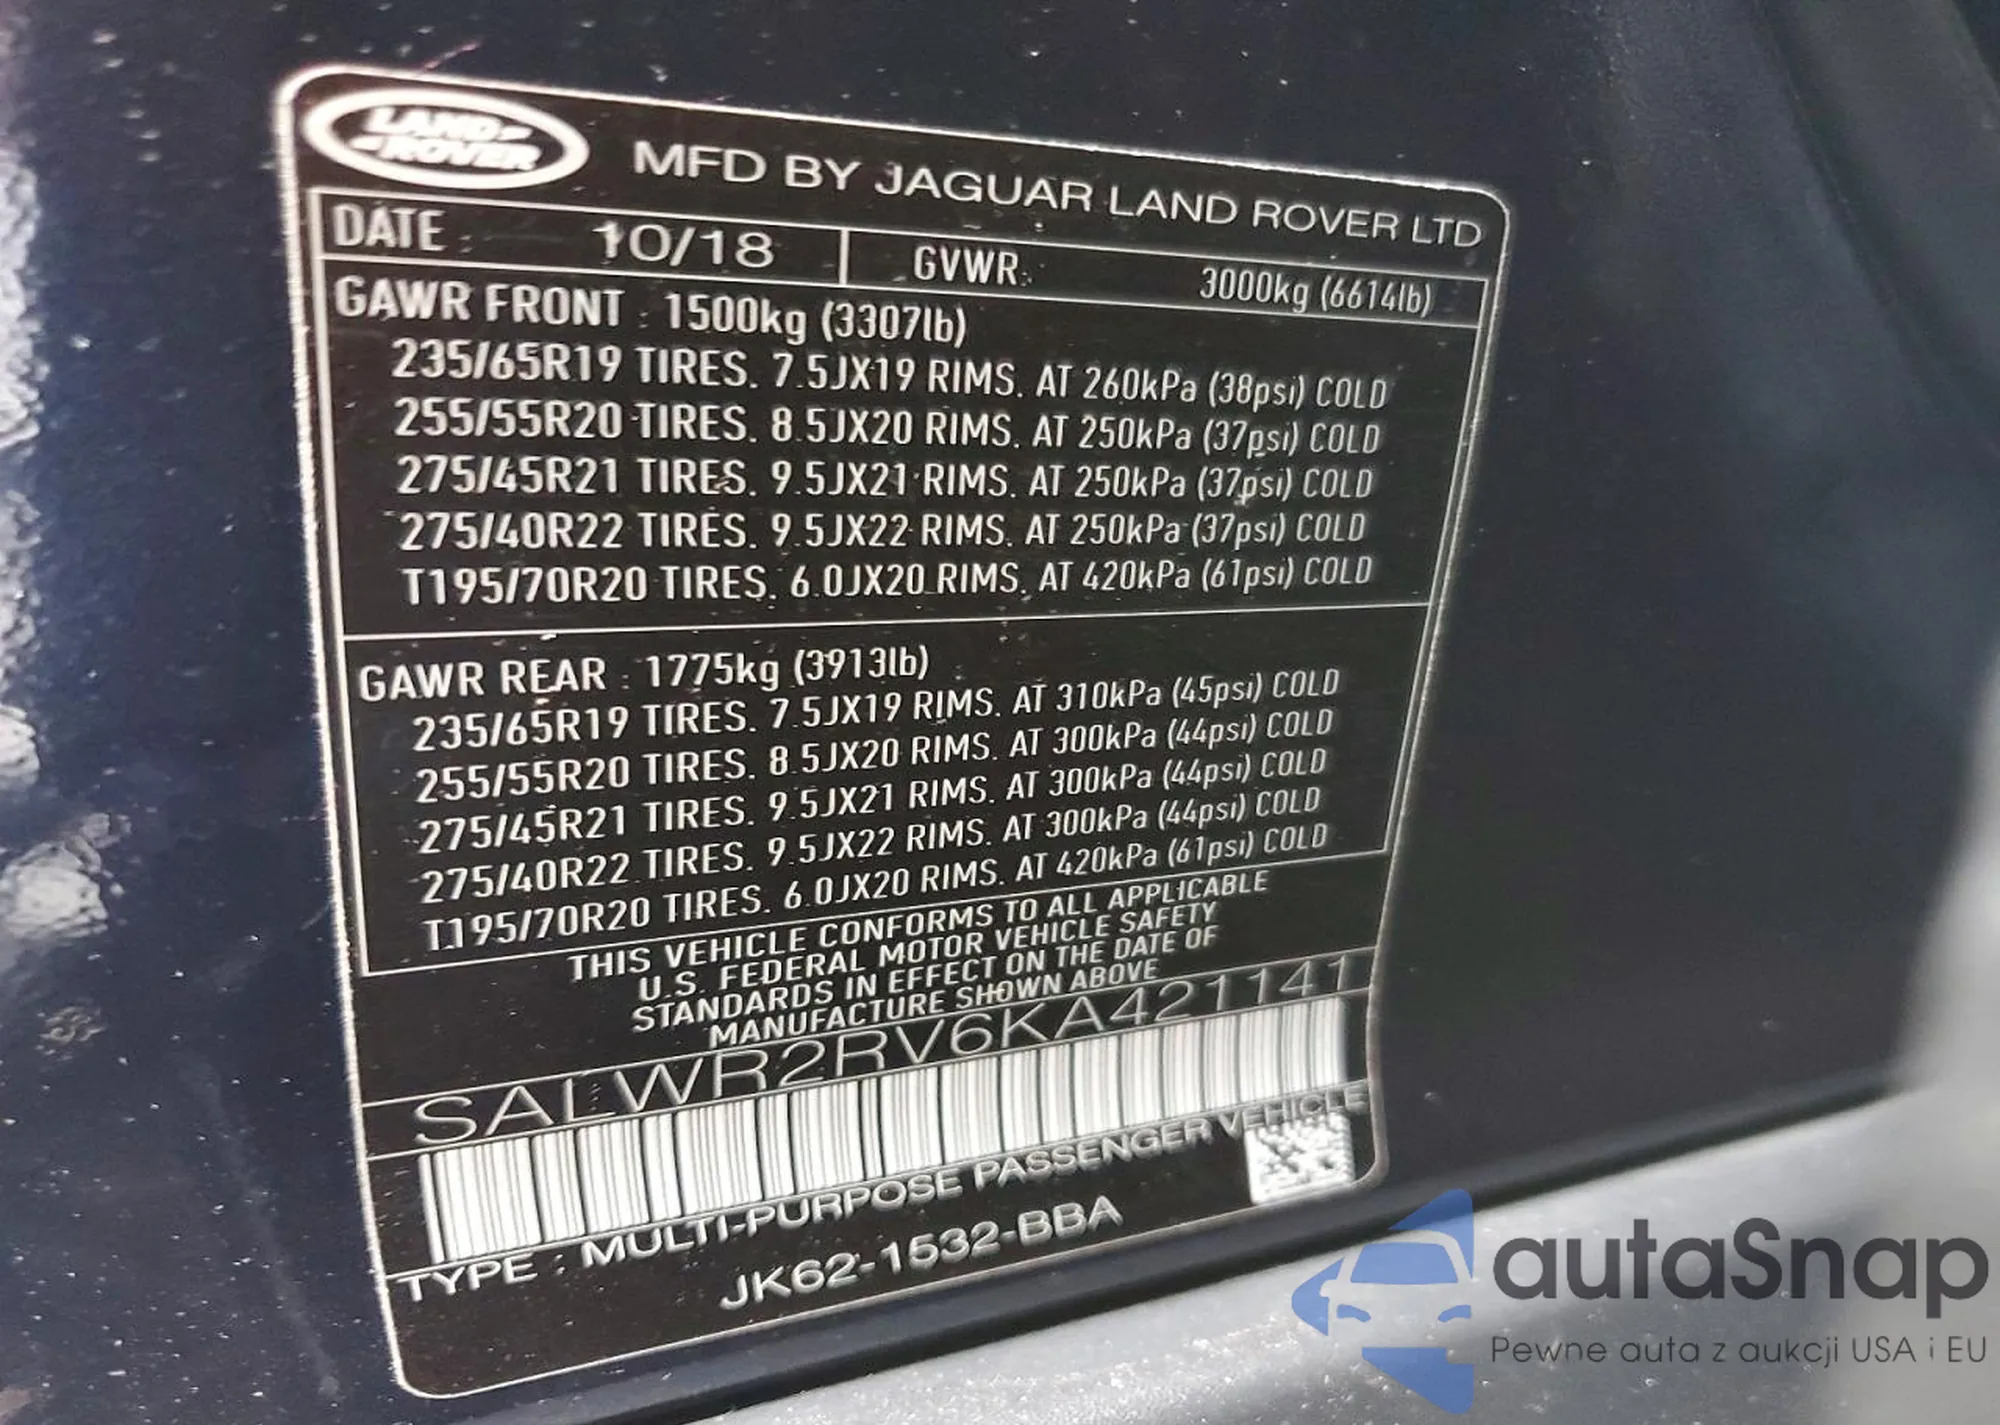 LAND-
-ROVER
MFD BY JAGUAR LAND ROVER LTD
DATE : 10/18 GVWR: 3000kg (6614lb)
GAWR FRONT : 1500kg (3307lb)
235/65R19 TIRES. 7.5JX19 RIMS. AT 260kPa (38psi) COLD
255/55R20 TIRES. 8.5JX20 RIMS. AT 250kPa (37psi) COLD
275/45R21 TIRES. 9.5JX21 RIMS. AT 250kPa (37psi) COLD
275/40R22 TIRES. 9.5JX22 RIMS. AT 250kPa (37psi) COLD
T195/70R20 TIRES. 6.0JX20 RIMS. AT 420kPa (61psi) COLD
GAWR REAR : 1775kg (3913lb)
235/65R19 TIRES. 7.5JX19 RIMS. AT 310kPa (45psi) COLD
255/55R20 TIRES. 8.5JX20 RIMS. AT 300kPa (44psi) COLD
275/45R21 TIRES. 9.5JX21 RIMS. AT 300kPa (44psi) COLD
275/40R22 TIRES. 9.5JX22 RIMS. AT 300kPa (44psi) COLD
T195/70R20 TIRES. 6.0JX20 RIMS. AT 420kPa (61psi) COLD
THIS VEHICLE CONFORMS TO ALL APPLICABLE
U.S. FEDERAL MOTOR VEHICLE SAFETY
STANDARDS IN EFFECT ON THE DATE OF
MANUFACTURE SHOWN ABOVE
SALWR2RV6KA421141
TYPE : MULTI-PURPOSE PASSENGER VEHICLE
JK62-1532-BBA
autaSnap
Pewne auta z aukcji USA i EU